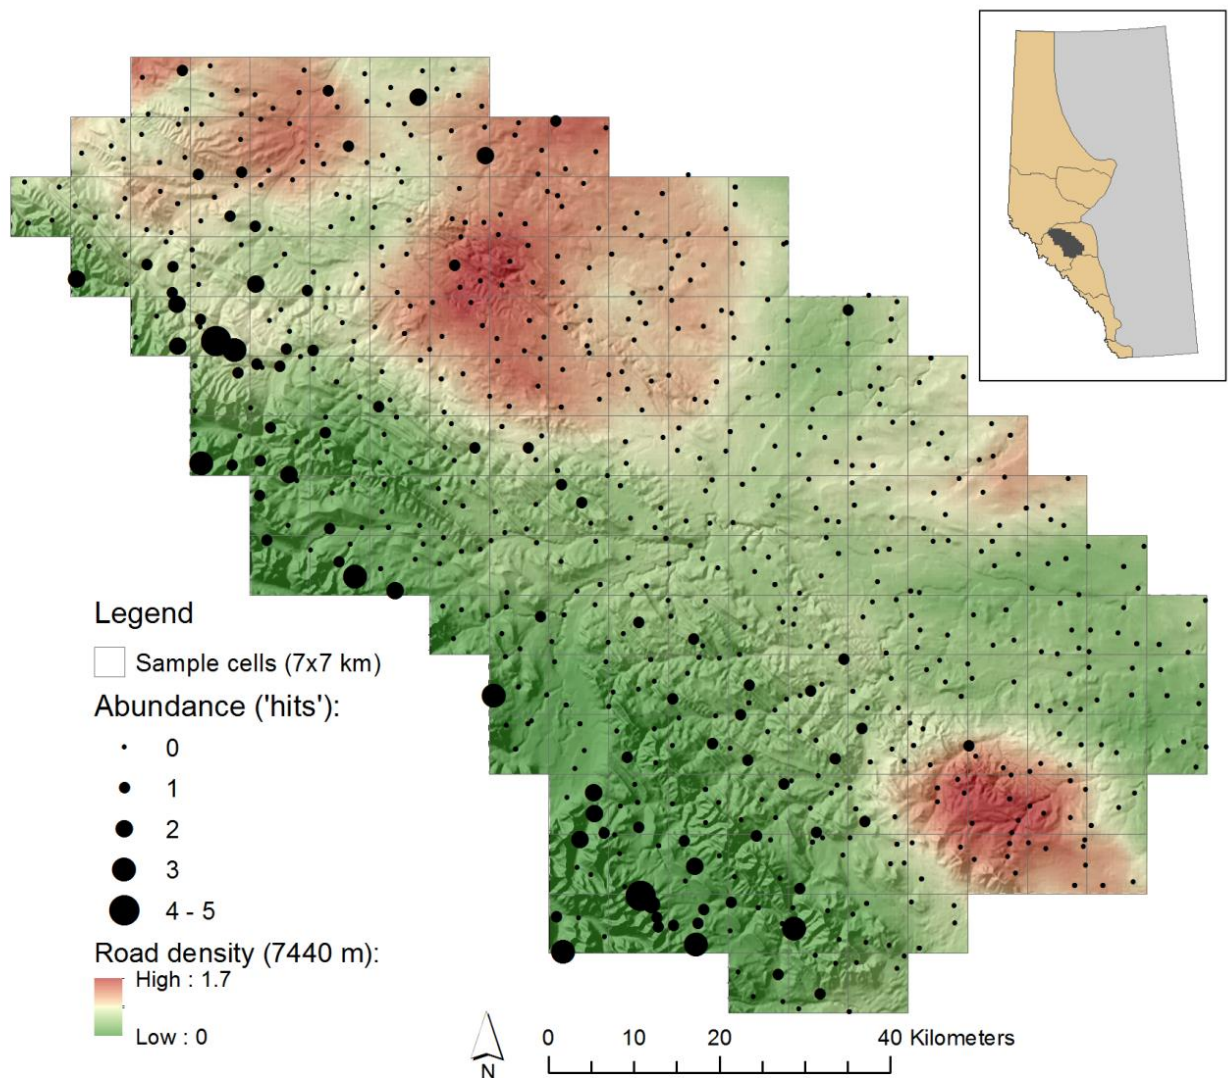 Legend
Sample cells (7x7 km)
Abundance ('hits'):
0
1
2
3
4 - 5
Road density (7440 m):
High : 1.7
Low : 0
N
0 10 20 40 Kilometers